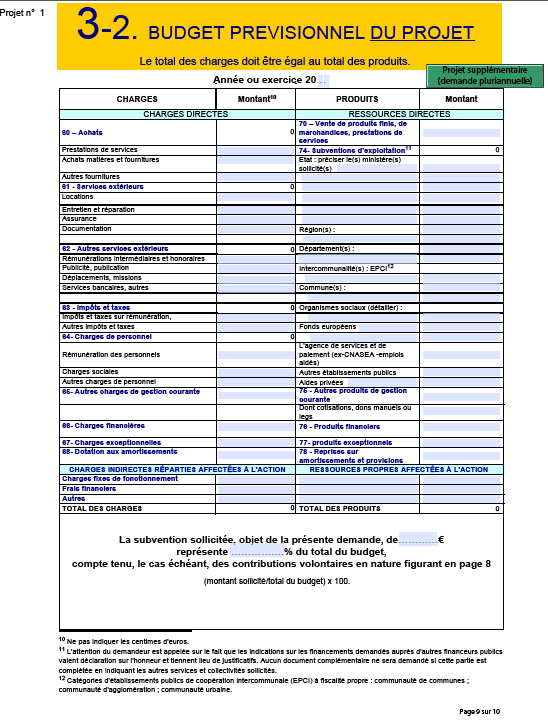 Projet n° 1
3-2. BUDGET PREVISIONNEL DU PROJET
Le total des charges doit être égal au total des produits.
Projet supplémentaire
(demande pluriannuelle)
Année ou exercice 20
CHARGES Montant10 PRODUITS Montant
CHARGES DIRECTES RESSOURCES DIRECTES
60 – Achats 0 70 – Vente de produits finis, de
marchandises, prestations de
services
Prestations de services 74- Subventions d'exploitation11 0
Achats matières et fournitures Etat : préciser le(s) ministère(s)
sollicité(s)
Autres fournitures
61 - Services extérieurs 0
Locations
Entretien et réparation
Assurance
Documentation Région(s) :
62 - Autres services extérieurs 0 Département(s) :
Rémunérations intermédiaires et honoraires
Publicité, publication Intercommunalité(s) : EPCI12
Déplacements, missions
Services bancaires, autres Commune(s) :
63 - Impôts et taxes 0 Organismes sociaux (détailler) :
Impôts et taxes sur rémunération,
Autres impôts et taxes Fonds européens
64- Charges de personnel 0
Rémunération des personnels L'agence de services et de
paiement (ex-CNASEA -emplois
aidés)
Charges sociales Autres établissements publics
Autres charges de personnel Aides privées
65- Autres charges de gestion courante 75 - Autres produits de gestion
courante
Dont cotisations, dons manuels ou
legs
66- Charges financières 76 - Produits financiers
67- Charges exceptionnelles 77- produits exceptionnels
68- Dotation aux amortissements 78 - Reprises sur
amortissements et provisions
CHARGES INDIRECTES RÉPARTIES AFFECTÉES À L'ACTION RESSOURCES PROPRES AFFECTÉES À L'ACTION
Charges fixes de fonctionnement
Frais financiers
Autres
TOTAL DES CHARGES 0 TOTAL DES PRODUITS 0
La subvention sollicitée, objet de la présente demande, de...........€
représente ...............% du total du budget,
compte tenu, le cas échéant, des contributions volontaires en nature figurant en page 8
(montant sollicité/total du budget) x 100.
10 Ne pas indiquer les centimes d'euros.
11 L'attention du demandeur est appelée sur le fait que les indications sur les financements demandés auprès d'autres financeurs publics
valent déclaration sur l'honneur et tiennent lieu de justificatifs. Aucun document complémentaire ne sera demandé si cette partie est
complétée en indiquant les autres services et collectivités sollicités.
12 Catégories d'établissements publics de coopération intercommunale (EPCI) à fiscalité propre : communauté de communes ;
communauté d'agglomération ; communauté urbaine.
Page 9 sur 10